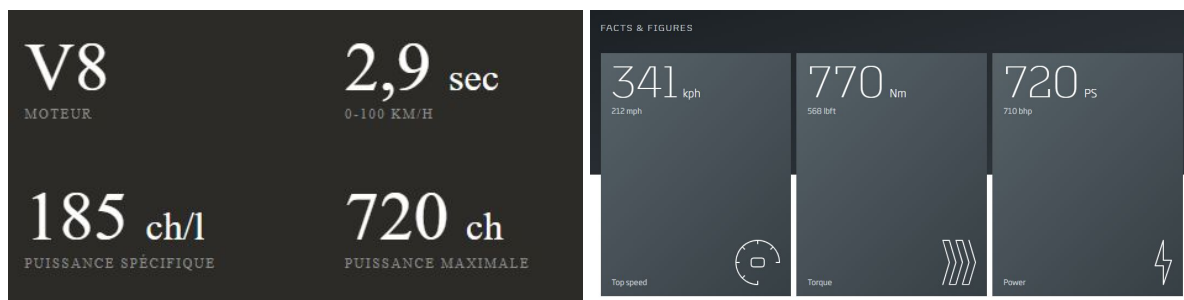 V8
MOTEUR
2,9 sec
0-100 KM/H
185 ch/l
PUISSANCE SPÉCIFIQUE
720 ch
PUISSANCE MAXIMALE
FACTS & FIGURES
341 kph
212 mph
Top speed
770 Nm
568 lbft
Torque
720 PS
710 bhp
Power